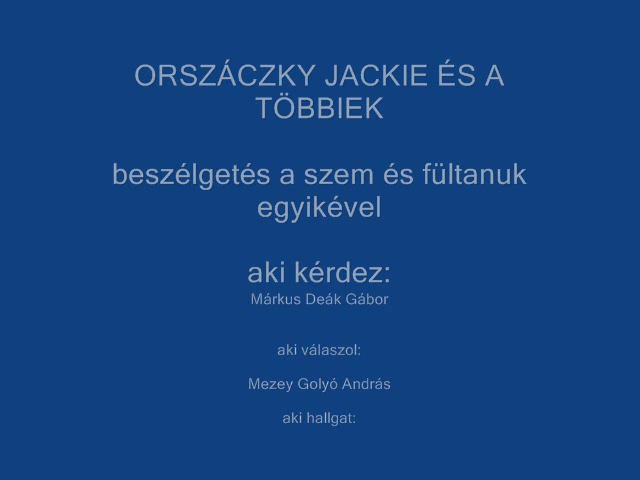 ORSZÁCZKY JACKIE ÉS A
TÖBBIEK
beszélgetés a szem és fültanuk
egyikével
aki kérdez:
Márkus Deák Gábor
aki válaszol:
Mezey Golyó András
aki hallgat: